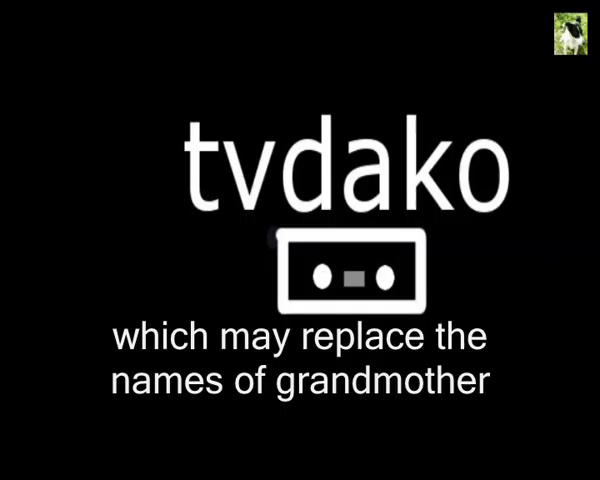 tvdako
which may replace the
names of grandmother